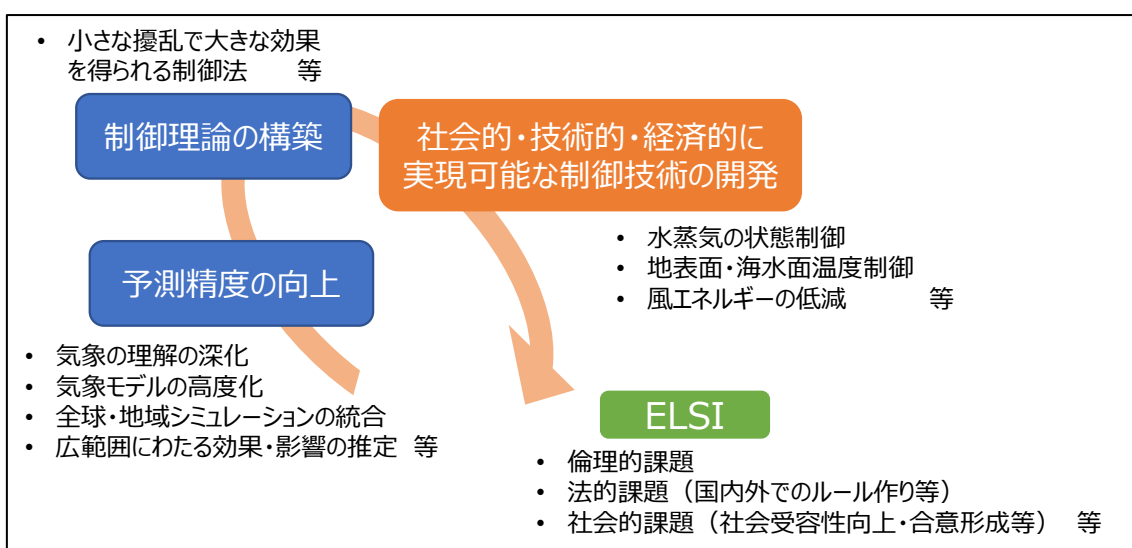 • 小さな擾乱で大きな効果
を得られる制御法 等
制御理論の構築
社会的・技術的・経済的に
実現可能な制御技術の開発
• 水蒸気の状態制御
• 地表面・海水面温度制御
• 風エネルギーの低減 等
予測精度の向上
• 気象の理解の深化
• 気象モデルの高度化
• 全球・地域シミュレーションの統合
• 広範囲にわたる効果・影響の推定 等
ELSI
• 倫理的課題
• 法的課題（国内外でのルール作り等）
• 社会的課題（社会受容性向上・合意形成等） 等